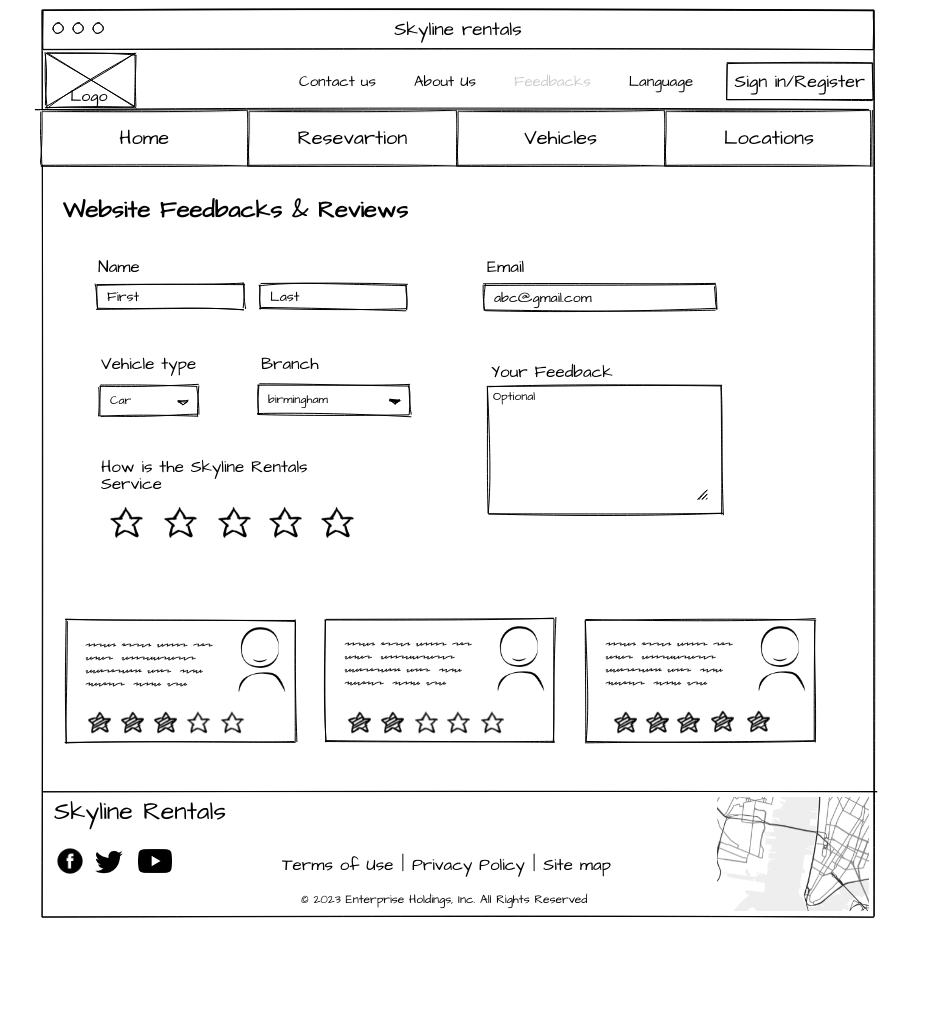 Skyline rentals
Logo
Contact us
About Us
Feedbacks
Language
Sign in/Register
Home
Resevartion
Vehicles
Locations
Website Feedbacks & Reviews
Name
First
Last
Email
abc@gmail.com
Vehicle type
Car
Branch
birmingham
Your Feedback
Optional
How is the Skyline Rentals
Service
Skyline Rentals
Terms of Use | Privacy Policy | Site map
© 2023 Enterprise Holdings, Inc. All Rights Reserved